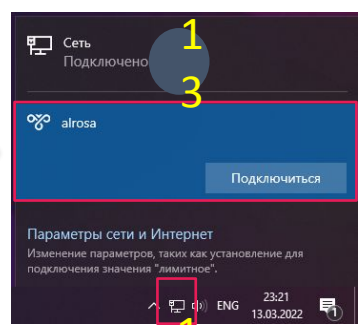 1
Сеть
Подключено
3
alrosa
Подключиться
Параметры сети и Интернет
Изменение параметров, таких как установление для
подключения значения "лимитное".
ENG
23:21
13.03.2022
1
1